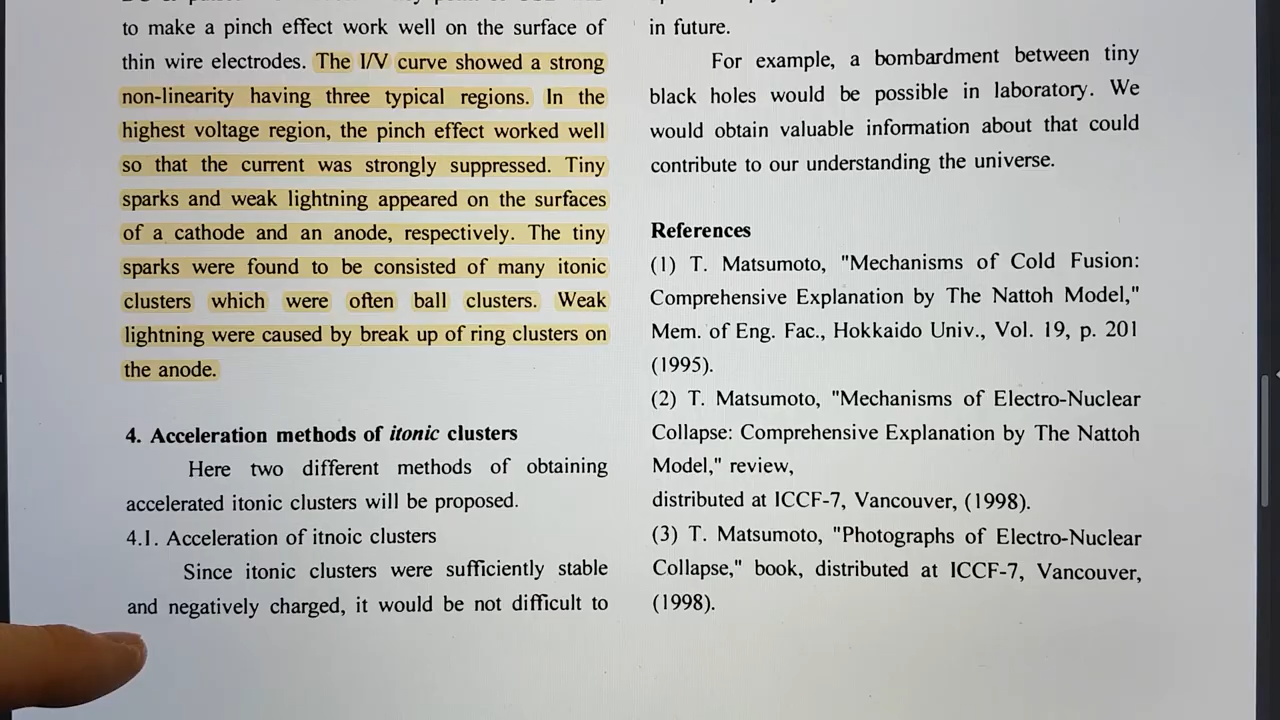 to make a pinch effect work well on the surface of
thin wire electrodes. The I/V curve showed a strong
non-linearity having three typical regions. In the
highest voltage region, the pinch effect worked well
so that the current was strongly suppressed. Tiny
sparks and weak lightning appeared on the surfaces
of a cathode and an anode, respectively. The tiny
sparks were found to be consisted of many itonic
clusters which were often ball clusters. Weak
lightning were caused by break up of ring clusters on
the anode.
4. Acceleration methods of itonic clusters
Here two different methods of obtaining
accelerated itonic clusters will be proposed.
4.1. Acceleration of itnoic clusters
Since itonic clusters were sufficiently stable
and negatively charged, it would be not difficult to
in future.
For example, a bombardment between tiny
black holes would be possible in laboratory. We
would obtain valuable information about that could
contribute to our understanding the universe.
References
(1) T. Matsumoto, "Mechanisms of Cold Fusion:
Comprehensive Explanation by The Nattoh Model,"
Mem. of Eng. Fac., Hokkaido Univ., Vol. 19, p. 201
(1995).
(2) T. Matsumoto, "Mechanisms of Electro-Nuclear
Collapse: Comprehensive Explanation by The Nattoh
Model," review,
distributed at ICCF-7, Vancouver, (1998).
(3) T. Matsumoto, "Photographs of Electro-Nuclear
Collapse," book, distributed at ICCF-7, Vancouver,
(1998).